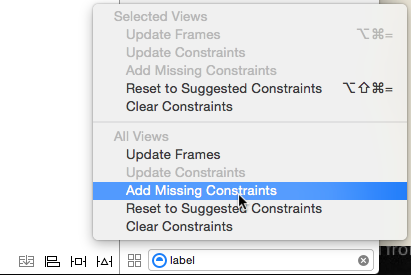 Selected Views
Update Frames ⌥⌘=
Update Constraints
Add Missing Constraints
Reset to Suggested Constraints ⌥⇧⌘=
Clear Constraints
All Views
Update Frames
Update Constraints
Add Missing Constraints
Reset to Suggested Constraints
Clear Constraints
label